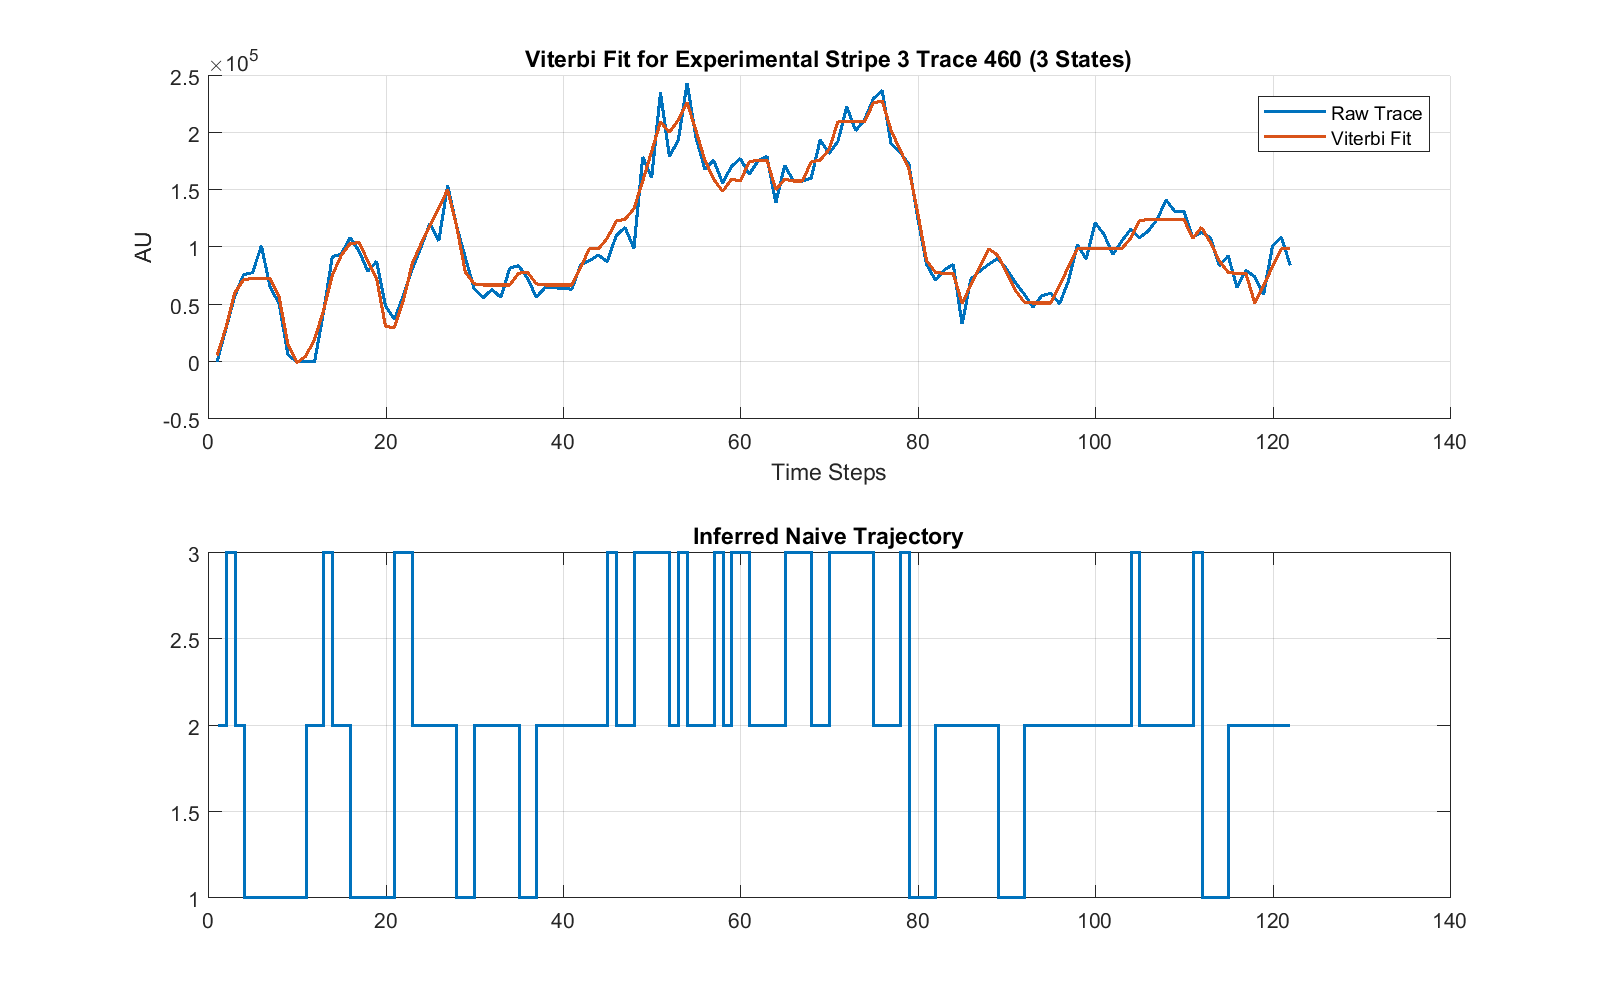 Viterbi Fit for Experimental Stripe 3 Trace 460 (3 States)
×10⁵
2.5
2
1.5
1
0.5
0
-0.5
AU
Raw Trace
Viterbi Fit
0 20 40 60 80 100 120 140
Time Steps
Inferred Naive Trajectory
3
2.5
2
1.5
1
0 20 40 60 80 100 120 140